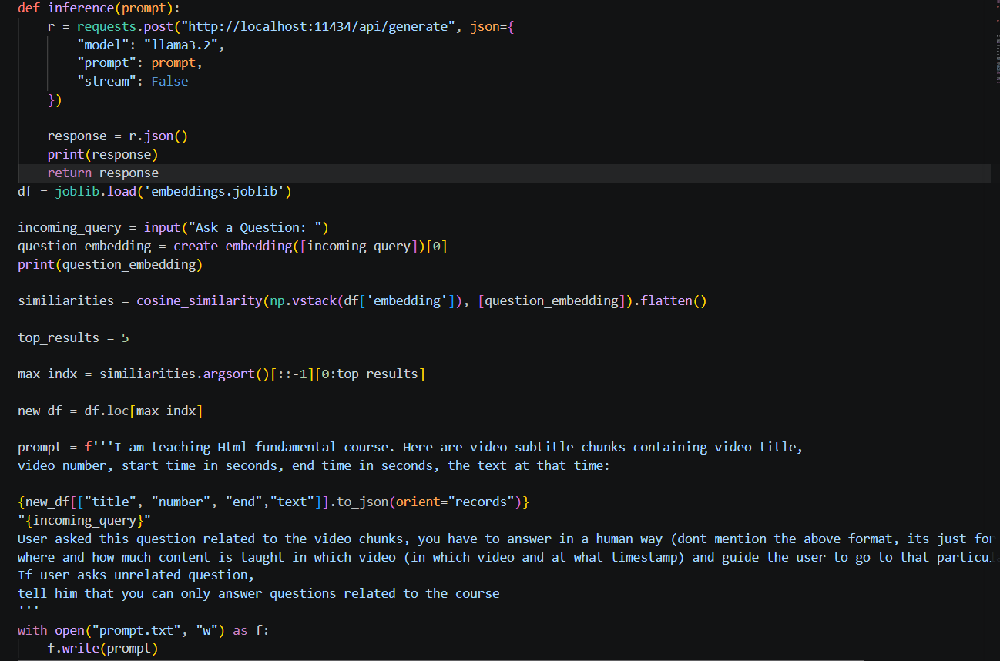 def inference(prompt):
    r = requests.post("http://localhost:11434/api/generate", json={
        "model": "llama3.2",
        "prompt": prompt,
        "stream": False
    })
    response = r.json()
    print(response)
    return response
df = joblib.load('embeddings.joblib')
incoming_query = input("Ask a Question: ")
question_embedding = create_embedding([incoming_query])[0]
print(question_embedding)
similiarities = cosine_similarity(np.vstack(df['embedding']), [question_embedding]).flatten()
top_results = 5
max_indx = similiarities.argsort()[::-1][0:top_results]
new_df = df.loc[max_indx]
prompt = f'''I am teaching Html fundamental course. Here are video subtitle chunks containing video title,
video number, start time in seconds, end time in seconds, the text at that time:
{new_df[["title", "number", "end","text"]].to_json(orient="records")}
"{incoming_query}"
User asked this question related to the video chunks, you have to answer in a human way (dont mention the above format, its just for
where and how much content is taught in which video (in which video and at what timestamp) and guide the user to go to that
If user asks unrelated question,
tell him that you can only answer questions related to the course
'''
with open("prompt.txt", "w") as f:
    f.write(prompt)